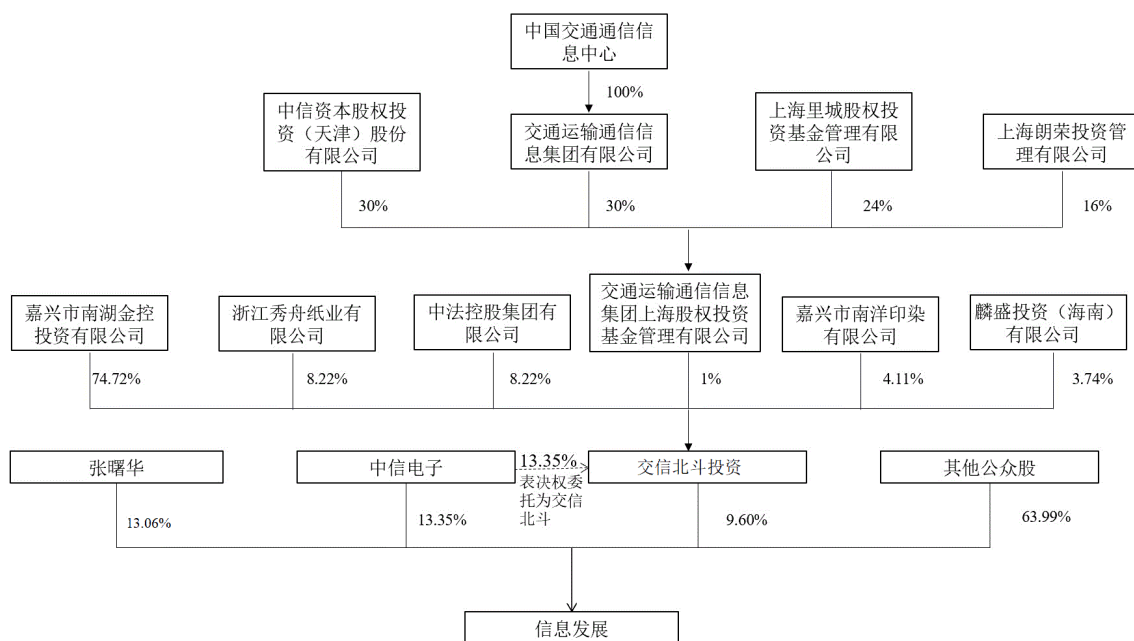 中国交通通信信
息中心
100%
中信资本股权投
资（天津）股份
有限公司
交通运输通信信
息集团有限公司
上海里城股权投
资基金管理有限
公司
上海朗荣投资管
理有限公司
30%
30%
24%
16%
嘉兴市南湖金控
投资有限公司
浙江秀舟纸业有
限公司
中法控股集团有
限公司
交通运输通信信息
集团上海股权投资
基金管理有限公司
嘉兴市南洋印染
有限公司
麟盛投资（海南）
有限公司
74.72%
8.22%
8.22%
1%
4.11%
3.74%
张曙华
中信电子
13.35%
表决权委
托为交信
北斗
交信北斗投资
其他公众股
13.06%
13.35%
9.60%
63.99%
信息发展